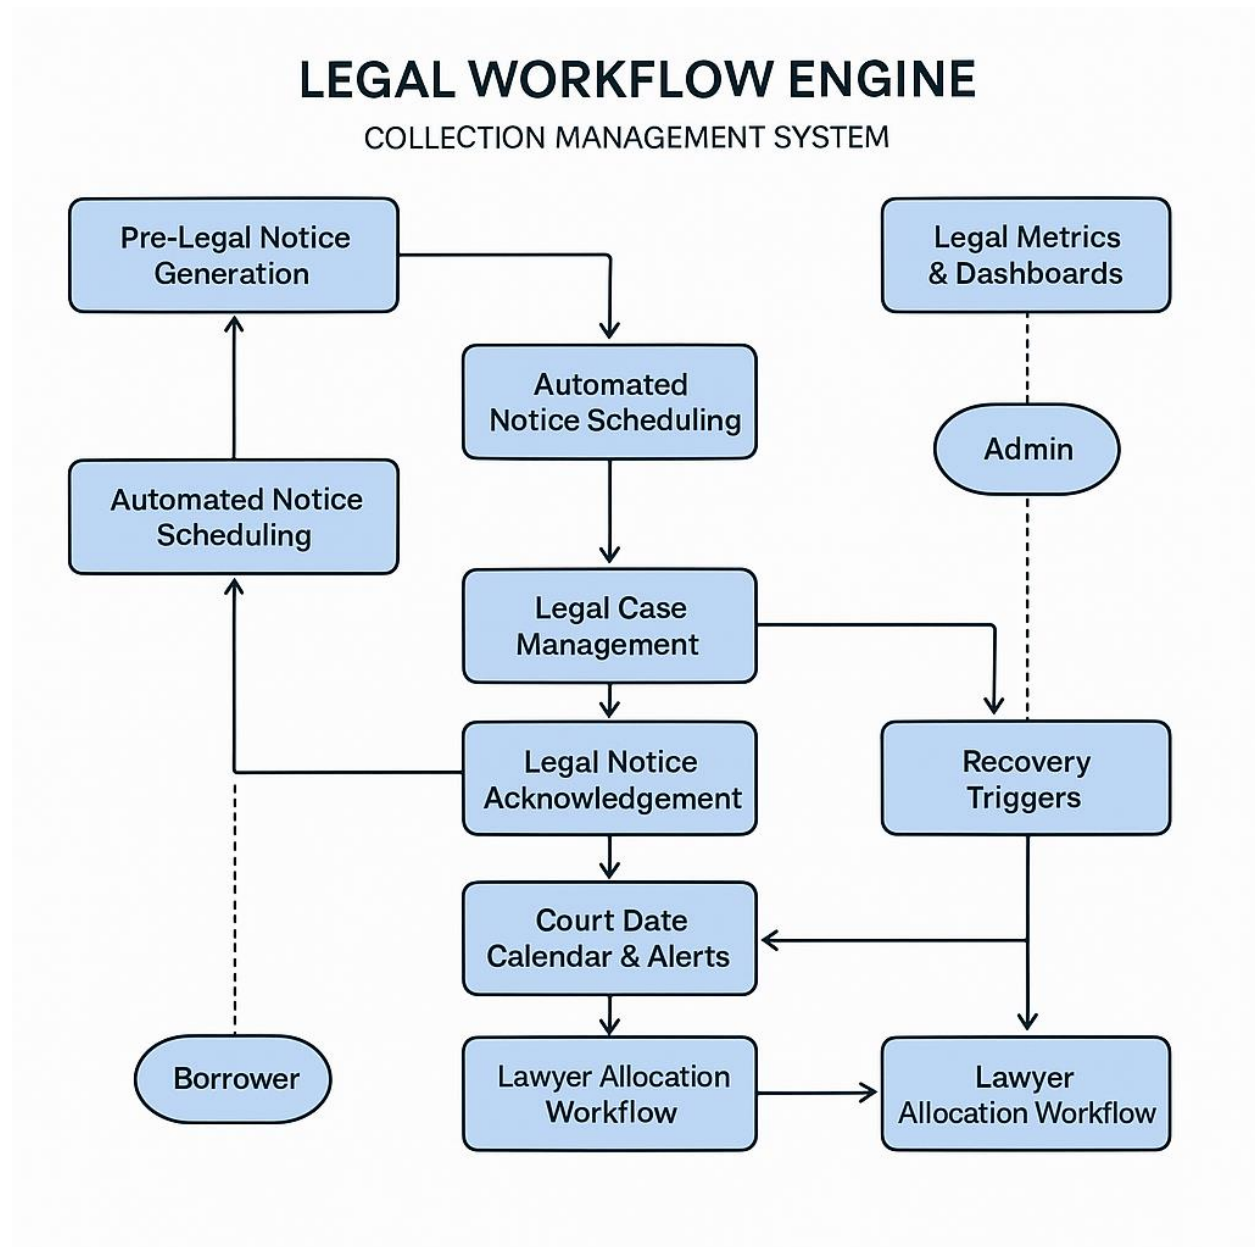 LEGAL WORKFLOW ENGINE
COLLECTION MANAGEMENT SYSTEM
Pre-Legal Notice
Generation
Legal Metrics
& Dashboards
Automated
Notice Scheduling
Admin
Automated Notice
Scheduling
Legal Case
Management
Legal Notice
Acknowledgement
Recovery
Triggers
Court Date
Calendar & Alerts
Borrower
Lawyer Allocation
Workflow
Lawyer
Allocation Workflow